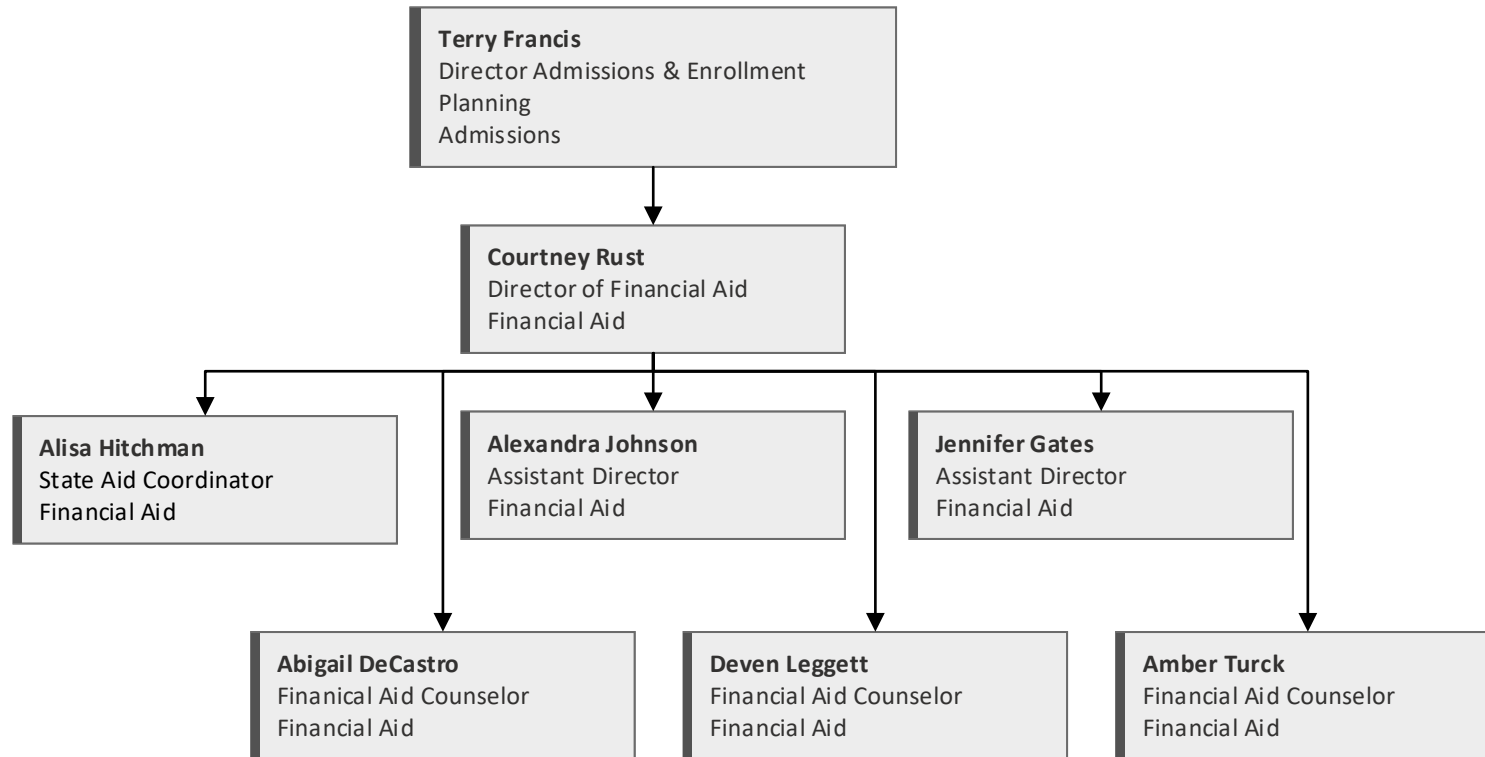 Terry Francis
Director Admissions & Enrollment
Planning
Admissions
Courtney Rust
Director of Financial Aid
Financial Aid
Alisa Hitchman
State Aid Coordinator
Financial Aid
Alexandra Johnson
Assistant Director
Financial Aid
Jennifer Gates
Assistant Director
Financial Aid
Abigail DeCastro
Finanical Aid Counselor
Financial Aid
Deven Leggett
Financial Aid Counselor
Financial Aid
Amber Turck
Financial Aid Counselor
Financial Aid